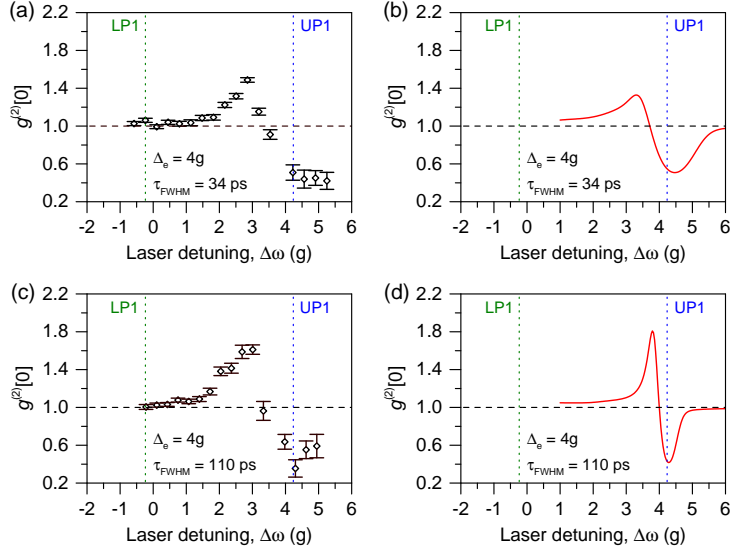 (a)
LP1
UP1
2.2
1.8
1.4
1.0
0.6
0.2
g(2)[0]
Δe = 4g
τFWHM = 34 ps
-2 -1 0 1 2 3 4 5 6
Laser detuning, Δω (g)
(b)
LP1
UP1
2.2
1.8
1.4
1.0
0.6
0.2
g(2)[0]
Δe = 4g
τFWHM = 34 ps
-2 -1 0 1 2 3 4 5 6
Laser detuning, Δω (g)
(c)
LP1
UP1
2.2
1.8
1.4
1.0
0.6
0.2
g(2)[0]
Δe = 4g
τFWHM = 110 ps
-2 -1 0 1 2 3 4 5 6
Laser detuning, Δω (g)
(d)
LP1
UP1
2.2
1.8
1.4
1.0
0.6
0.2
g(2)[0]
Δe = 4g
τFWHM = 110 ps
-2 -1 0 1 2 3 4 5 6
Laser detuning, Δω (g)